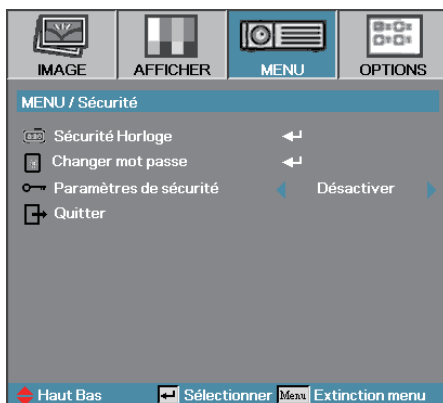 IMAGE AFFICHER MENU OPTIONS
MENU / Sécurité
Sécurité Horloge
Changer mot passe
Paramètres de sécurité Désactiver
Quitter
Haut Bas Sélectionner Menu Extinction menu